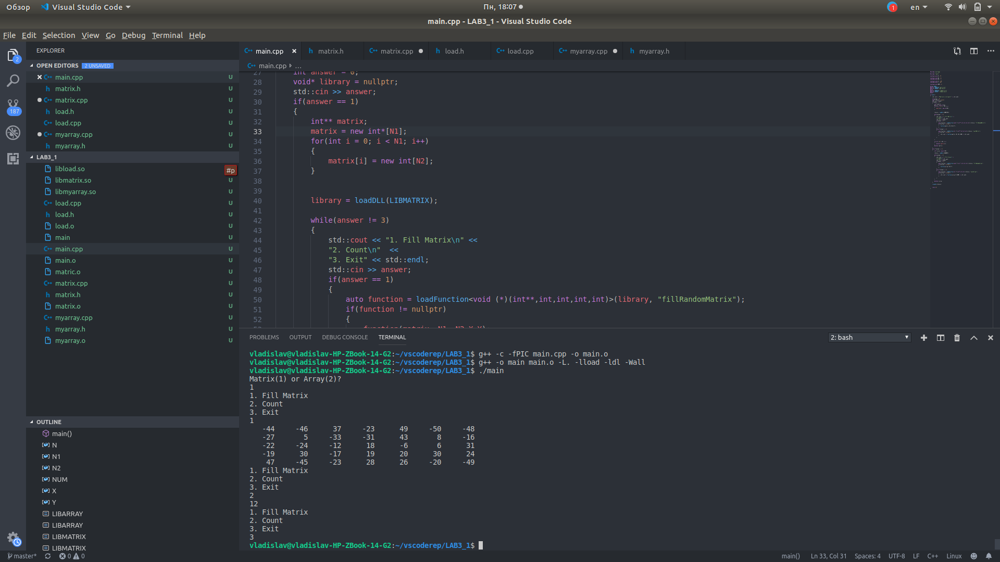 Обзор Visual Studio Code Пн, 18:07 1 en
main.cpp - LAB3_1 - Visual Studio Code
File Edit Selection View Go Debug Terminal Help
EXPLORER
OPEN EDITORS 2 UNSAVED
main.cpp U
matrix.h U
matrix.cpp U
load.h U
load.cpp U
myarray.cpp U
myarray.h U
LAB3_1
libload.so #p
libmatrix.so U
libmyarray.so U
load.cpp U
load.h U
load.o U
main U
main.cpp U
main.o U
matric.o U
matrix.cpp U
matrix.h U
matrix.o U
myarray.cpp U
myarray.h U
myarray.o U
OUTLINE
main()
N
N1
N2
NUM
X
Y
LIBARRAY
LIBARRAY
LIBMATRIX
LIBMATRIX
2
187
main.cpp matrix.h matrix.cpp load.h load.cpp myarray.cpp myarray.h
main.cpp ...
27 int answer = 0;
28 void* library = nullptr;
29 std::cin >> answer;
30 if(answer == 1)
31 {
32 int** matrix;
33 matrix = new int*[N1];
34 for(int i = 0; i < N1; i++)
35 {
36 matrix[i] = new int[N2];
37 }
38
39
40 library = loadDLL(LIBMATRIX);
41
42 while(answer != 3)
43 {
44 std::cout << "1. Fill Matrix\n" <<
45 "2. Count\n"  <<
46 "3. Exit" << std::endl;
47 std::cin >> answer;
48 if(answer == 1)
49 {
50 auto function = loadFunction<void (*)(int**,int,int,int,int)>(library, "fillRandomMatrix");
51 if(function != nullptr)
52 {
53 function(matrix, N1, N2,X,Y)
PROBLEMS OUTPUT DEBUG CONSOLE TERMINAL 2: bash
vladislav@vladislav-HP-ZBook-14-G2:~/vscoderep/LAB3_1$ g++ -c -fPIC main.cpp -o main.o
vladislav@vladislav-HP-ZBook-14-G2:~/vscoderep/LAB3_1$ g++ -o main main.o -L. -lload -ldl -Wall
vladislav@vladislav-HP-ZBook-14-G2:~/vscoderep/LAB3_1$ ./main
Matrix(1) or Array(2)?
1
1. Fill Matrix
2. Count
3. Exit
1
-44 -46 37 -23 49 -50 -48
-27 5 -33 -31 43 8 -16
-22 -24 -12 18 -6 6 31
-19 30 -17 19 20 30 24
47 -45 -23 28 26 -20 -49
1. Fill Matrix
2. Count
3. Exit
2
12
1. Fill Matrix
2. Count
3. Exit
3
vladislav@vladislav-HP-ZBook-14-G2:~/vscoderep/LAB3_1$
master* 0 0 main() Ln 33, Col 31 Spaces: 4 UTF-8 LF C++ Linux